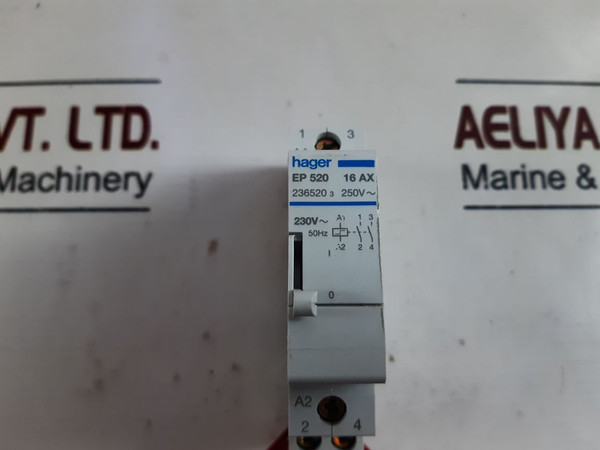 VT. LTD.
Machinery
AELIYA
Marine &
1 3
hager
EP 520 16 AX
236520 3 250V~
230V~
50Hz
A1 1 3
A2 2 4
I
0
A2
2 4